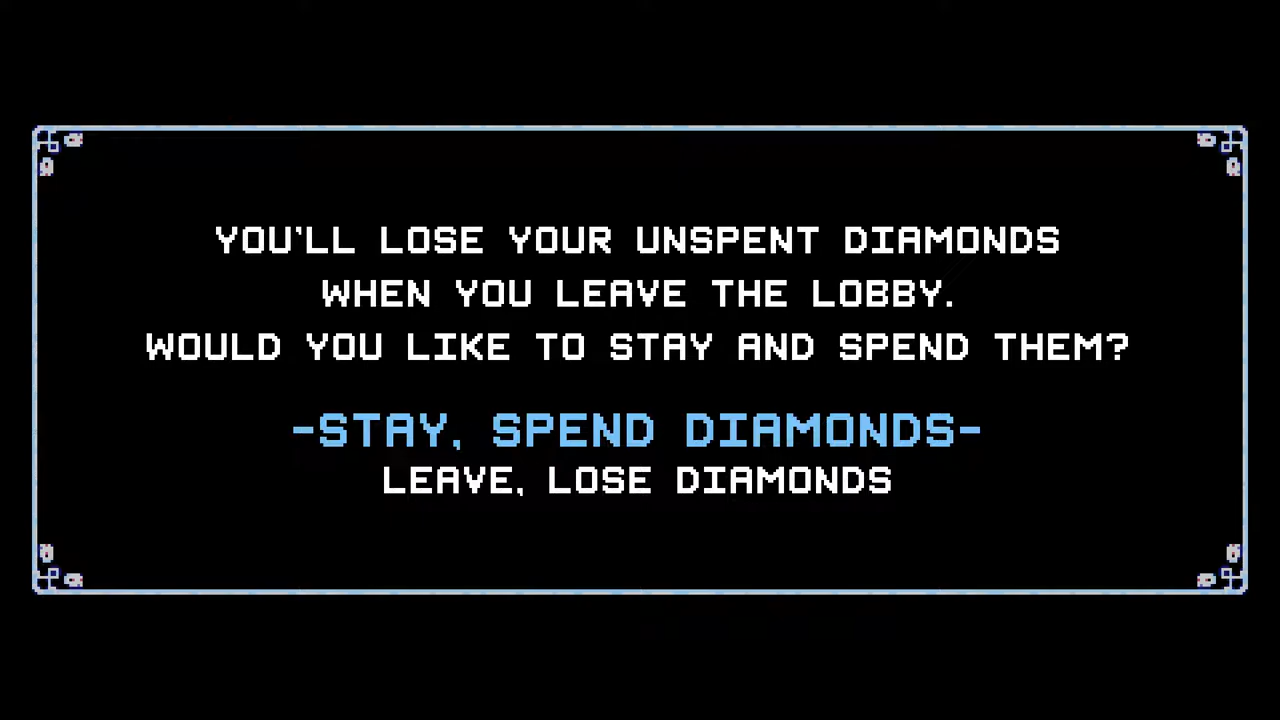 YOU'LL LOSE YOUR UNSPENT DIAMONDS
WHEN YOU LEAVE THE LOBBY.
WOULD YOU LIKE TO STAY AND SPEND THEM?
-STAY, SPEND DIAMONDS-
LEAVE, LOSE DIAMONDS